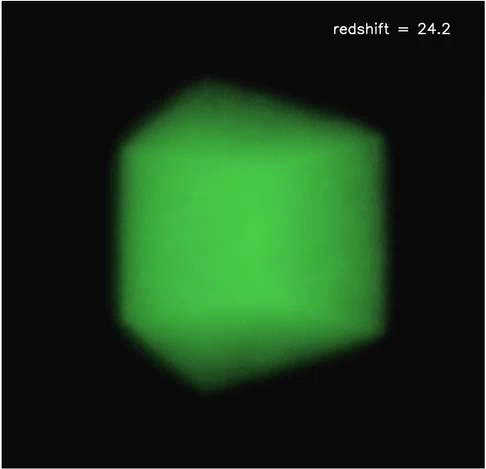 redshift = 24.2